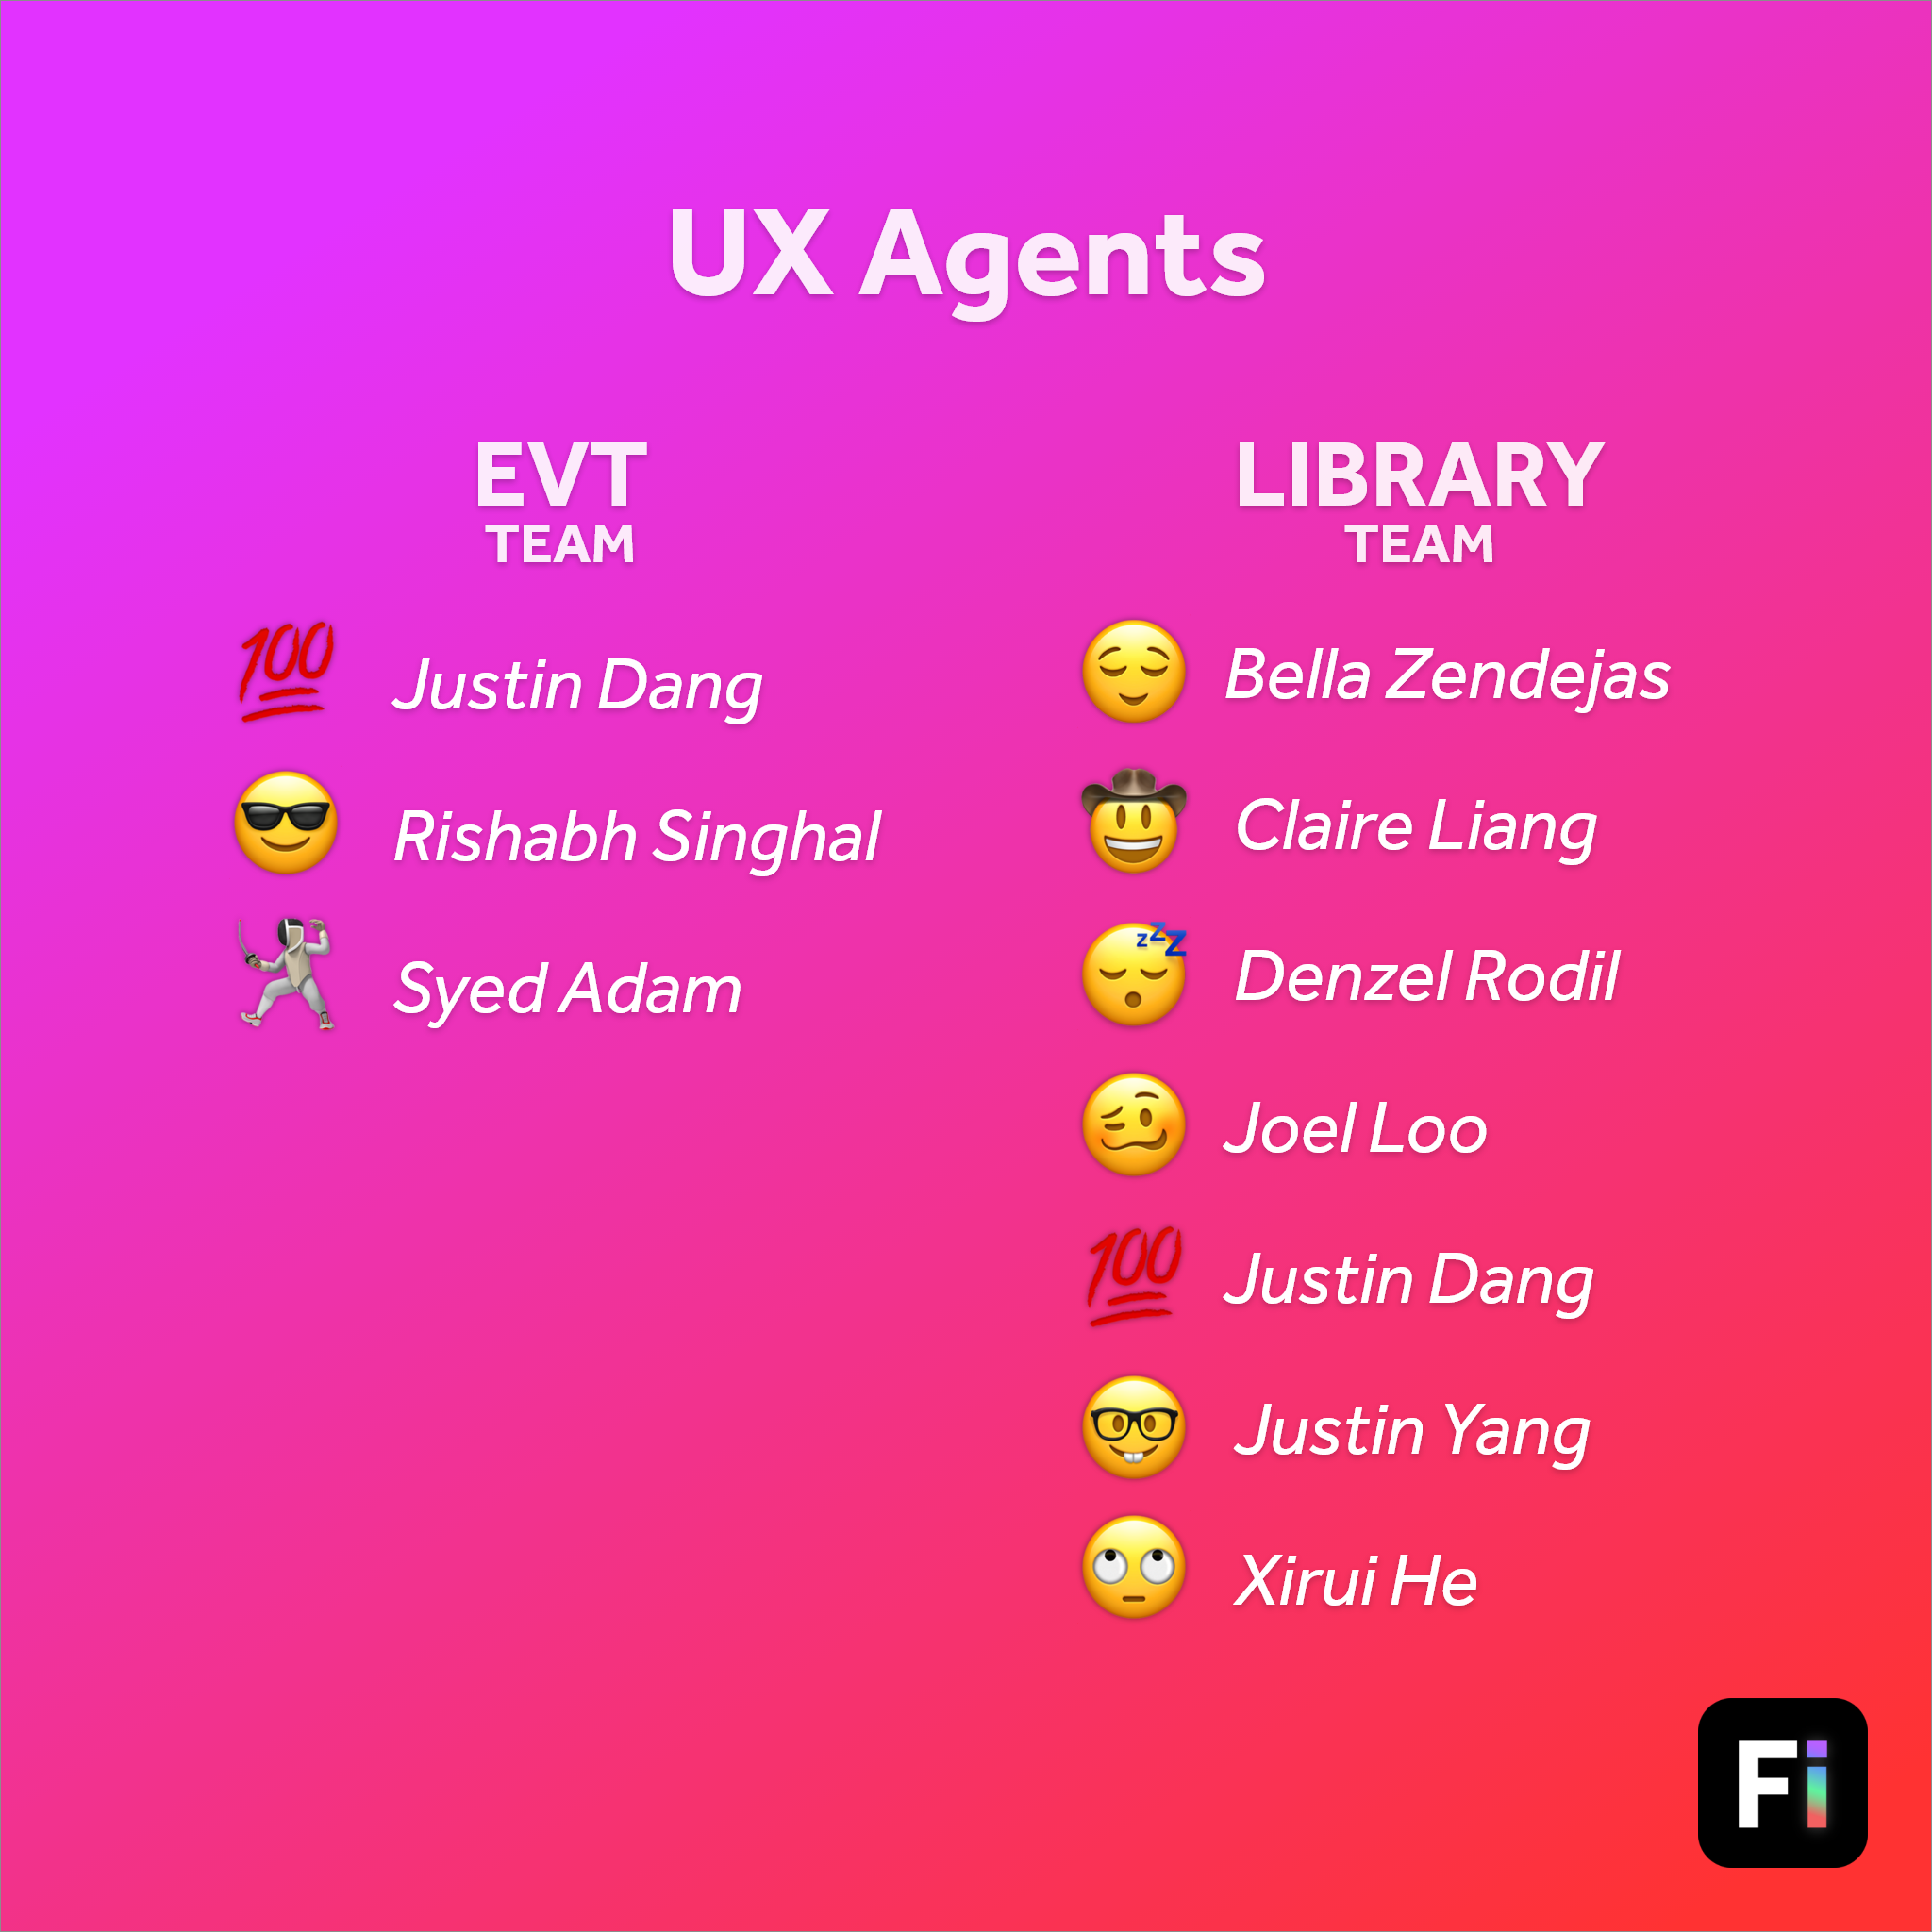 UX Agents
EVT
TEAM
💯 Justin Dang
Rishabh Singhal
Syed Adam
LIBRARY
TEAM
Bella Zendejas
Claire Liang
zzz
Denzel Rodil
Joel Loo
💯 Justin Dang
Justin Yang
Xirui He
Fi